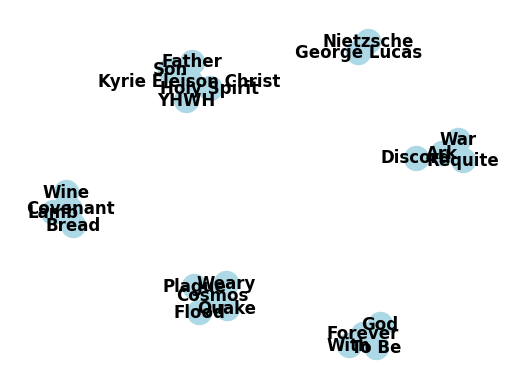 Nietzsche
George Lucas
Father
Son
Kyrie Eleison Christ
Holy Spirit
YHWH
War
Ark
Discord
Requite
Wine
Covenant
Lamb
Bread
Plague
Weary
Cosmos
Quake
Flood
God
Forever
With
To Be